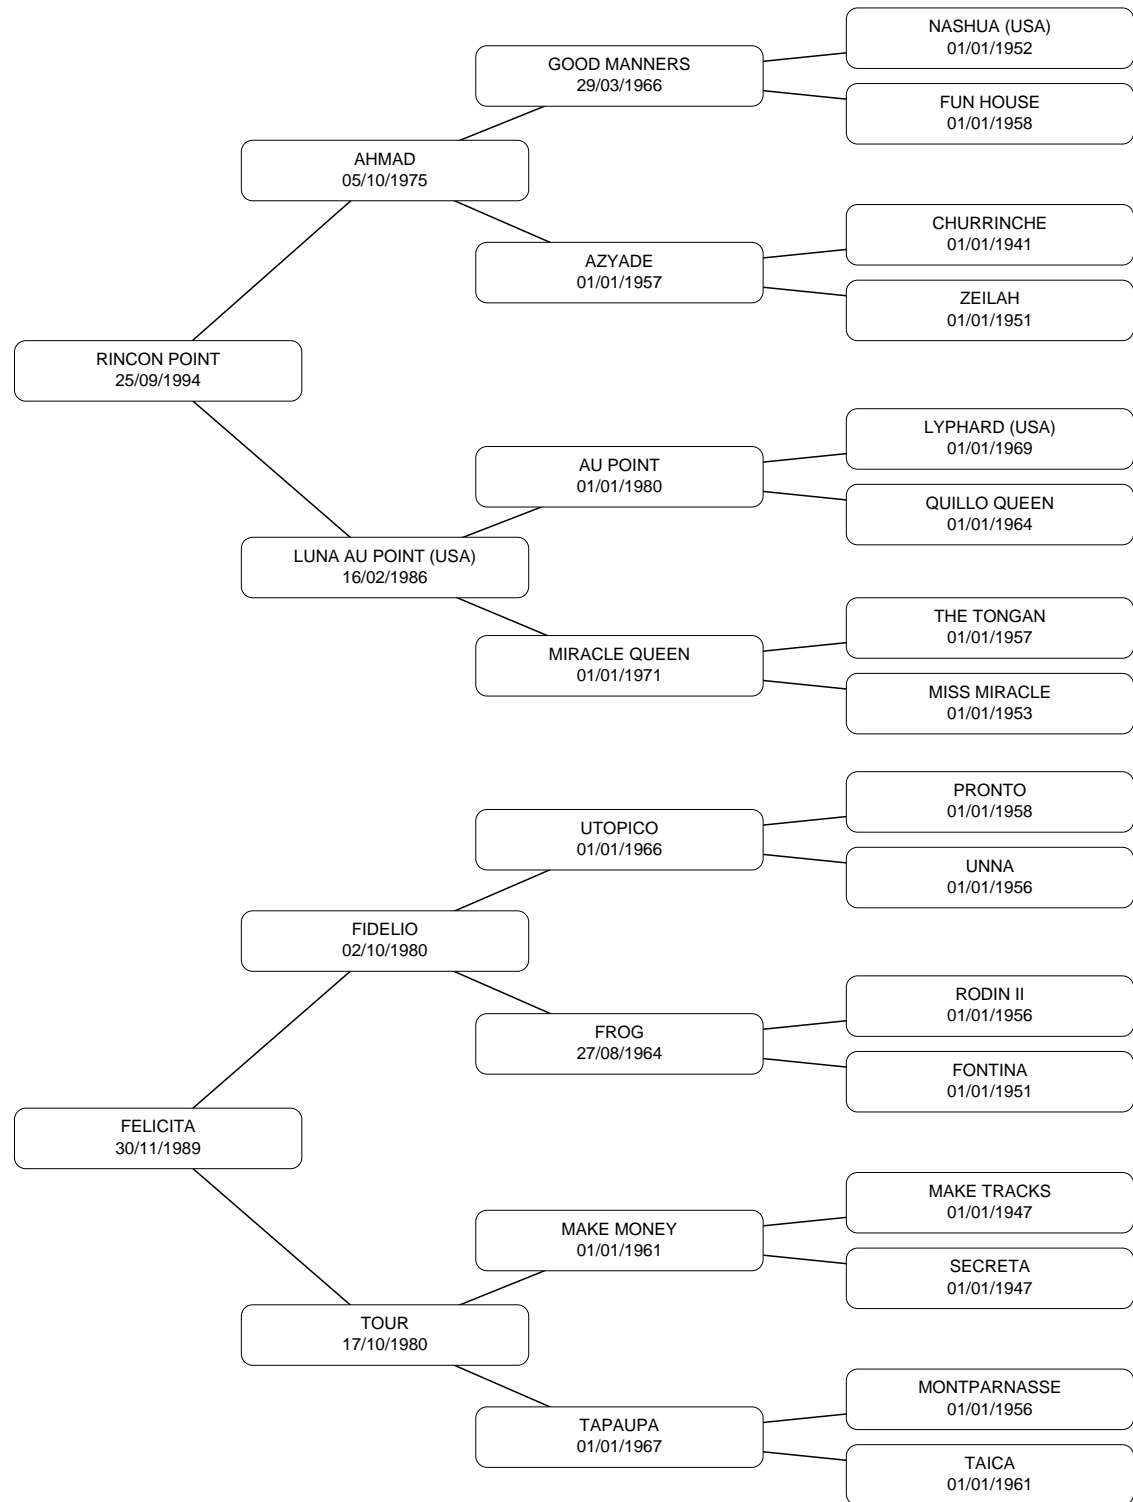 NASHUA (USA)
01/01/1952
GOOD MANNERS
29/03/1966
FUN HOUSE
01/01/1958
AHMAD
05/10/1975
CHURRINCHE
01/01/1941
AZYADE
01/01/1957
ZEILAH
01/01/1951
RINCON POINT
25/09/1994
LYPHARD (USA)
01/01/1969
AU POINT
01/01/1980
QUILLO QUEEN
01/01/1964
LUNA AU POINT (USA)
16/02/1986
THE TONGAN
01/01/1957
MIRACLE QUEEN
01/01/1971
MISS MIRACLE
01/01/1953
PRONTO
01/01/1958
UTOPICO
01/01/1966
UNNA
01/01/1956
FIDELIO
02/10/1980
RODIN II
01/01/1956
FROG
27/08/1964
FONTINA
01/01/1951
FELICITA
30/11/1989
MAKE TRACKS
01/01/1947
MAKE MONEY
01/01/1961
SECRETA
01/01/1947
TOUR
17/10/1980
MONTPARNASSE
01/01/1956
TAPAUPA
01/01/1967
TAICA
01/01/1961